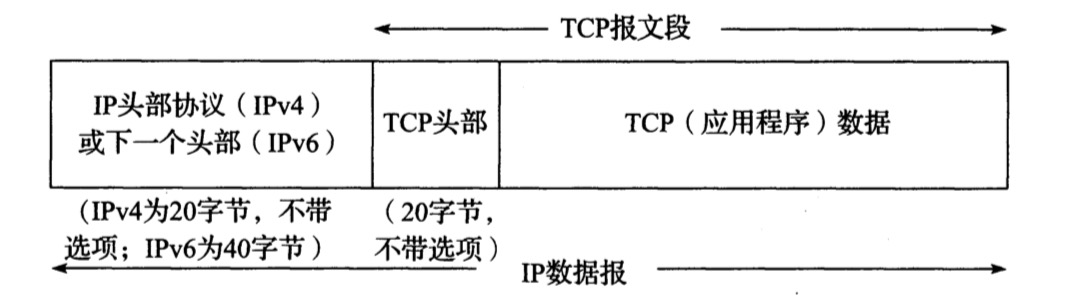 TCP报文段
IP头部协议（IPv4）
或下一个头部（IPv6）
TCP头部
TCP（应用程序）数据
（IPv4为20字节，不带
选项；IPv6为40字节）
（20字节，
不带选项）
IP数据报